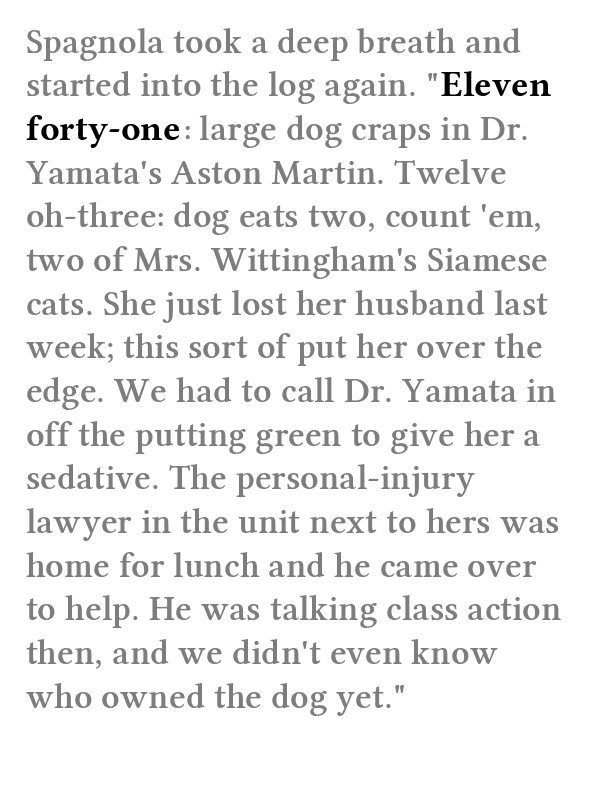 Spagnola took a deep breath and
started into the log again. "Eleven
forty-one: large dog craps in Dr.
Yamata's Aston Martin. Twelve
oh-three: dog eats two, count 'em,
two of Mrs. Wittingham's Siamese
cats. She just lost her husband last
week; this sort of put her over the
edge. We had to call Dr. Yamata in
off the putting green to give her a
sedative. The personal-injury
lawyer in the unit next to hers was
home for lunch and he came over
to help. He was talking class action
then, and we didn't even know
who owned the dog yet."